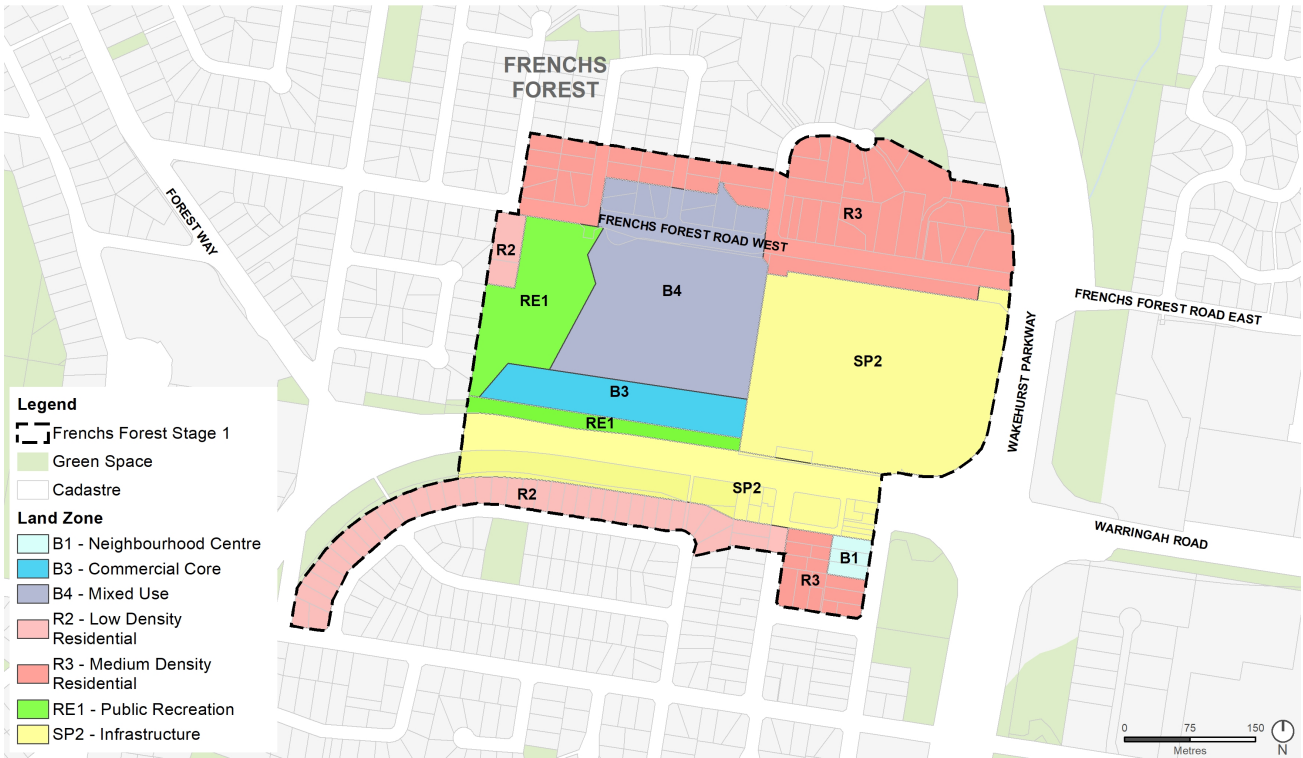 FRENCHS
FOREST
FOREST WAY
R3
FRENCHS FOREST ROAD WEST
R2
RE1
B4
FRENCHS FOREST ROAD EAST
SP2
WAKEHURST PARKWAY
B3
RE1
SP2
R2
WARRINGAH ROAD
B1
R3
Legend
Frenchs Forest Stage 1
Green Space
Cadastre
Land Zone
B1 - Neighbourhood Centre
B3 - Commercial Core
B4 - Mixed Use
R2 - Low Density
Residential
R3 - Medium Density
Residential
RE1 - Public Recreation
SP2 - Infrastructure
0 75 150
Metres
N